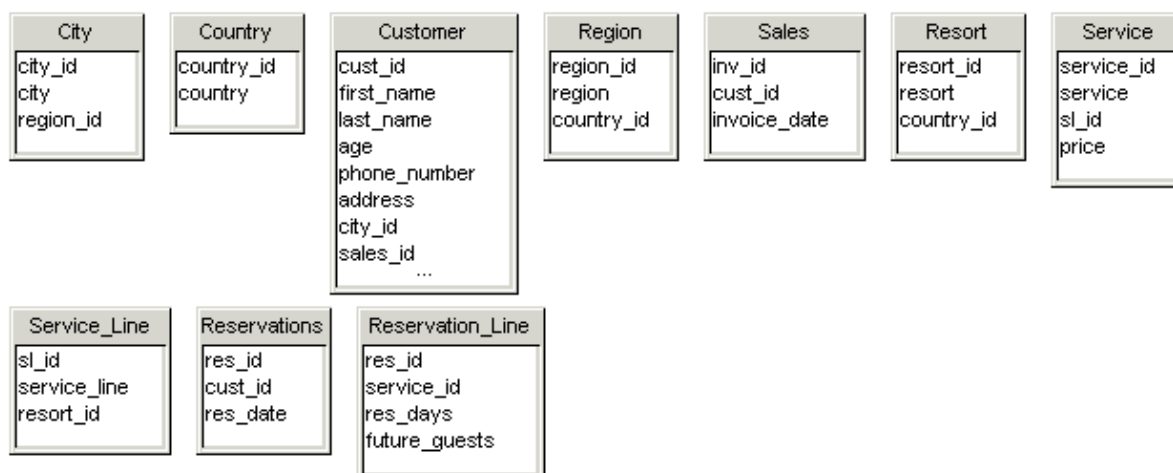 City
city_id
city
region_id
Country
country_id
country
Customer
cust_id
first_name
last_name
age
phone_number
address
city_id
sales_id
...
Region
region_id
region
country_id
Sales
inv_id
cust_id
invoice_date
Resort
resort_id
resort
country_id
Service
service_id
service
sl_id
price
Service_Line
sl_id
service_line
resort_id
Reservations
res_id
cust_id
res_date
Reservation_Line
res_id
service_id
res_days
future_guests